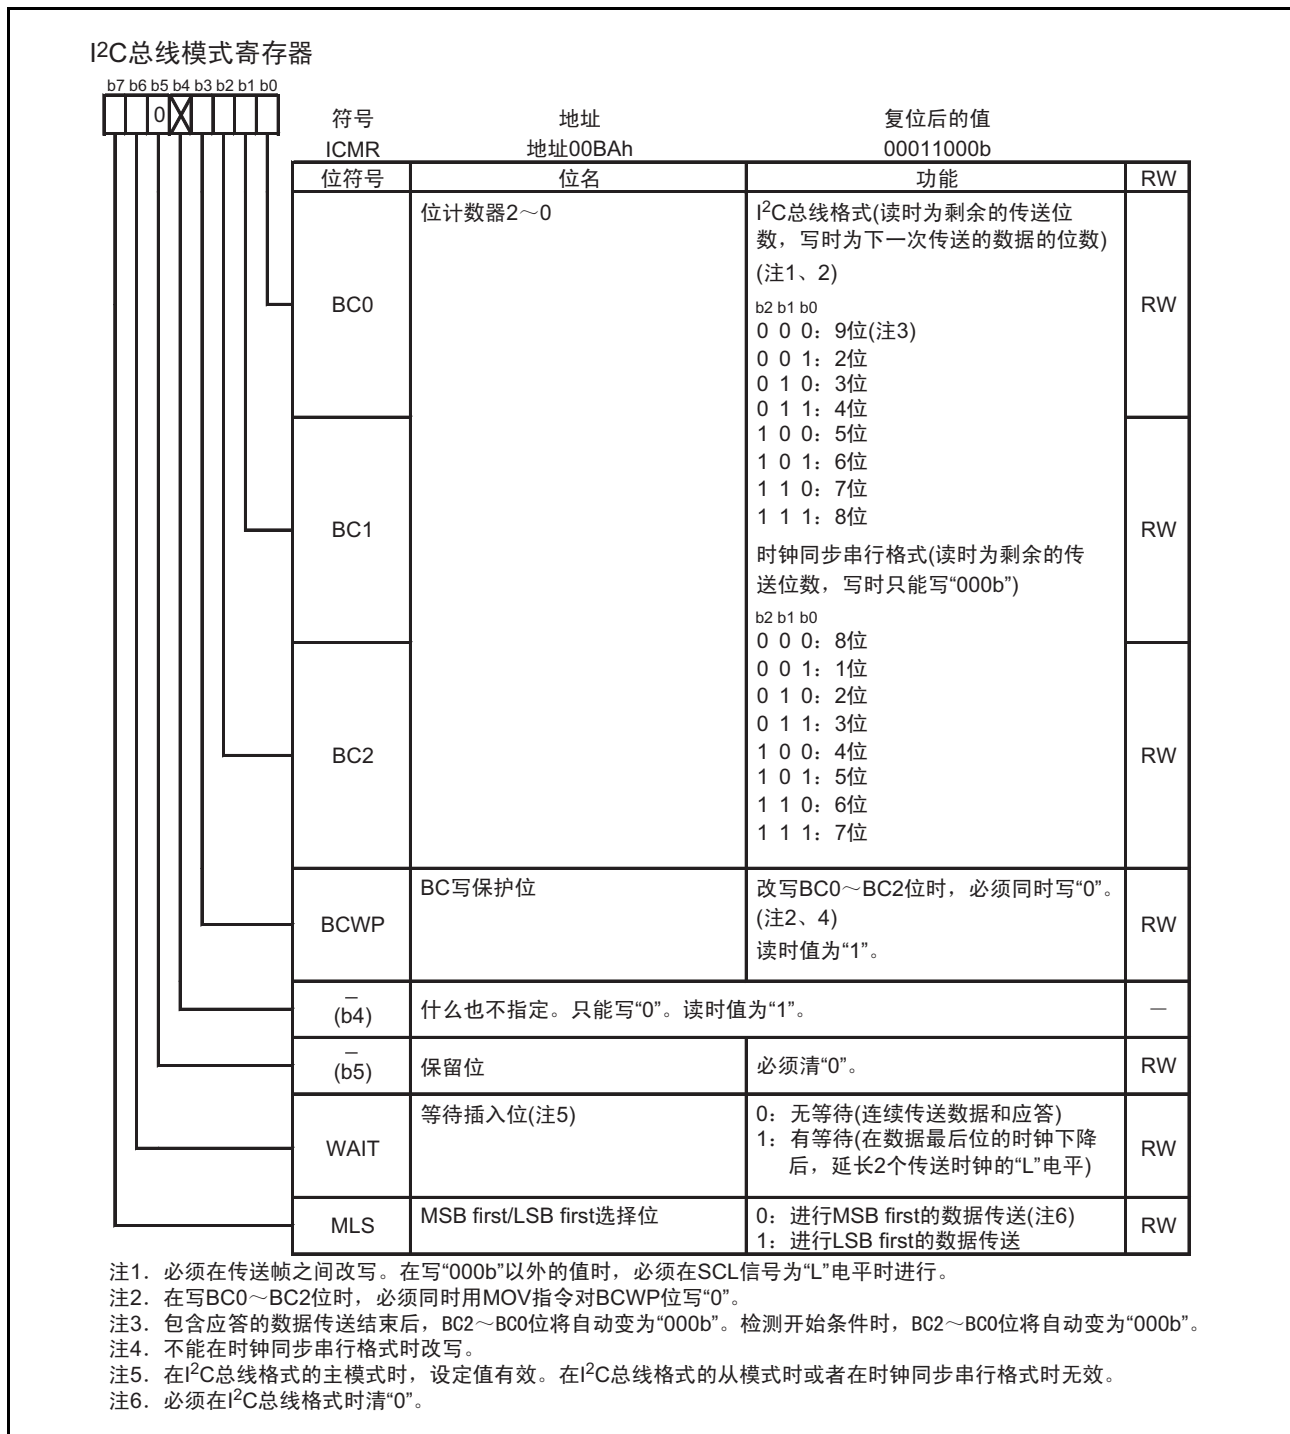 I2C总线模式寄存器
b7 b6 b5 b4 b3 b2 b1 b0
0
符号 地址 复位后的值
ICMR 地址00BAh 00011000b
位符号 位名 功能 RW
BC0 位计数器2～0 RW
I2C总线格式(读时为剩余的传送位
数，写时为下一次传送的数据的位数)
(注1、2)
b2 b1 b0
0 0 0：9位(注3)
0 0 1：2位
0 1 0：3位
0 1 1：4位
1 0 0：5位
1 0 1：6位
1 1 0：7位
1 1 1：8位
BC1 RW
时钟同步串行格式(读时为剩余的传
送位数，写时只能写“000b”)
b2 b1 b0
0 0 0：8位
0 0 1：1位
0 1 0：2位
0 1 1：3位
1 0 0：4位
1 0 1：5位
1 1 0：6位
1 1 1：7位
BC2 RW
BCWP BC写保护位 RW
改写BC0～BC2位时，必须同时写“0”。
(注2、4)
读时值为“1”。
—
(b4) 什么也不指定。只能写“0”。读时值为“1”。 —
—
(b5) 保留位 必须清“0”。 RW
WAIT 等待插入位(注5) RW
0：无等待(连续传送数据和应答)
1：有等待(在数据最后位的时钟下降
后，延长2个传送时钟的“L”电平)
MLS MSB first/LSB first选择位 RW
0：进行MSB first的数据传送(注6)
1：进行LSB first的数据传送
注1．必须在传送帧之间改写。在写“000b”以外的值时，必须在SCL信号为“L”电平时进行。
注2．在写BC0～BC2位时，必须同时用MOV指令对BCWP位写“0”。
注3．包含应答的数据传送结束后，BC2～BC0位将自动变为“000b”。检测开始条件时，BC2～BC0位将自动变为“000b”。
注4．不能在时钟同步串行格式时改写。
注5．在I2C总线格式的主模式时，设定值有效。在I2C总线格式的从模式时或者在时钟同步串行格式时无效。
注6．必须在I2C总线格式时清“0”。